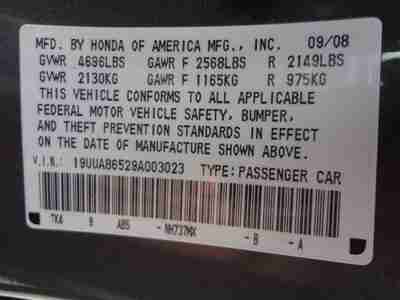 MFD. BY HONDA OF AMERICA MFG., INC. 09/08
GVWR 4696LBS GAWR F 2568LBS R 2149LBS
GVWR 2130KG GAWR F 1165KG R 975KG
THIS VEHICLE CONFORMS TO ALL APPLICABLE
FEDERAL MOTOR VEHICLE SAFETY, BUMPER,
AND THEFT PREVENTION STANDARDS IN EFFECT
ON THE DATE OF MANUFACTURE SHOWN ABOVE.
V.I.N.: 19UUA86529A003023 TYPE: PASSENGER CAR
TK4 9 AB5- NH737MX -B -A